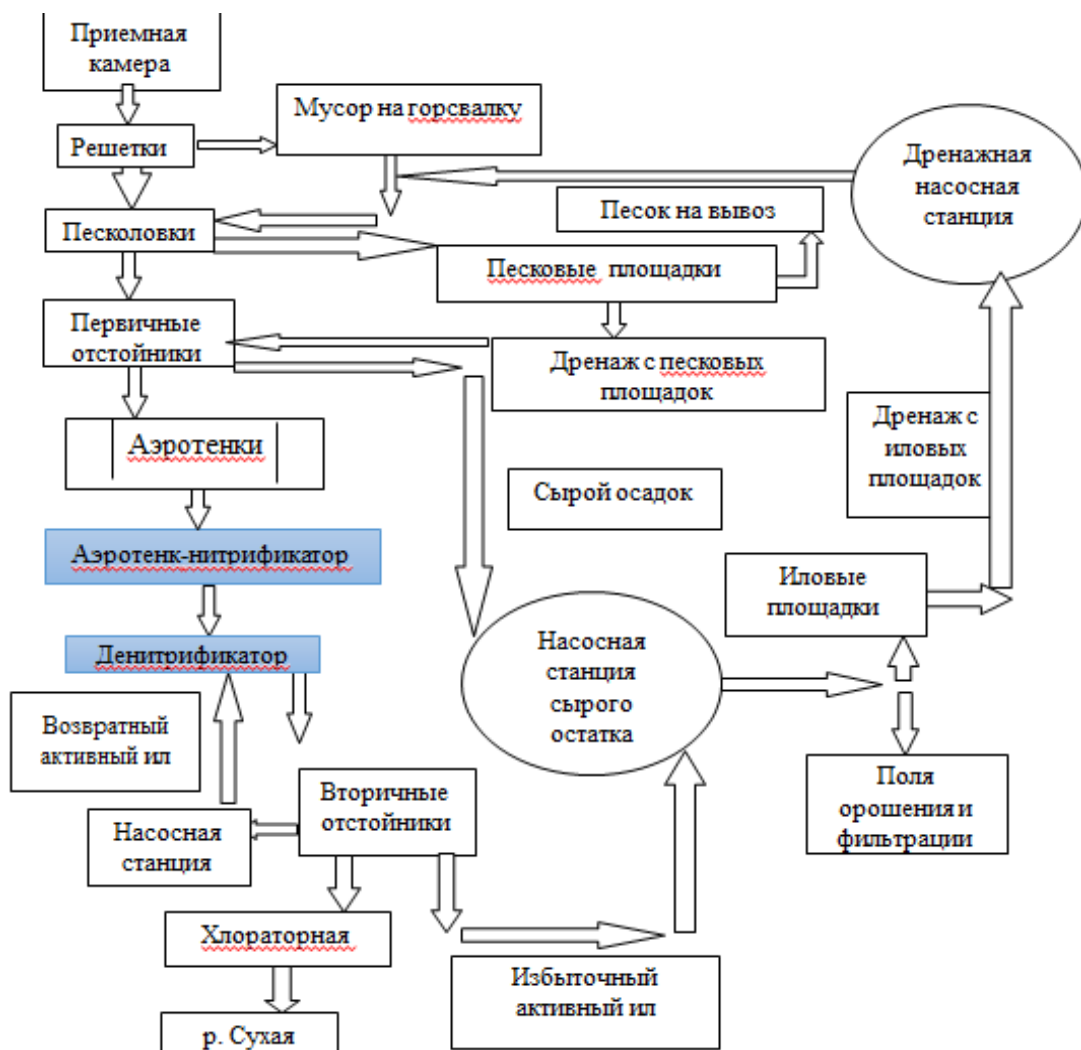 Приемная
камера
Мусор на горсвалку
Решетки
Дренажная
насосная
станция
Песок на вывоз
Песколовки
Песковые площадки
Первичные
отстойники
Дренаж с песковых
площадок
Дренаж с
иловых
площадок
Аэротенки
Сырой осадок
Аэротенк-нитрификатор
Иловые
площадки
Денитрификатор
Насосная
станция
сырого
остатка
Возвратный
активный ил
Вторичные
отстойники
Поля
орошения и
фильтрации
Насосная
станция
Хлораторная
Избыточный
активный ил
р. Сухая